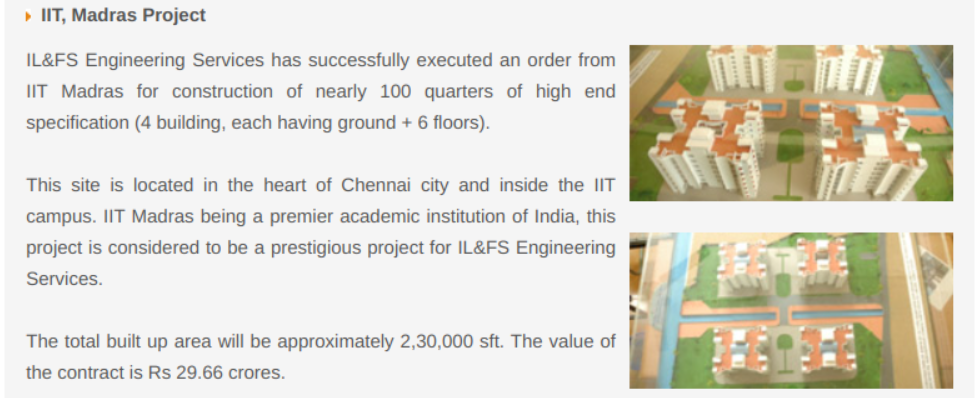 IIT, Madras Project
IL&FS Engineering Services has successfully executed an order from
IIT Madras for construction of nearly 100 quarters of high end
specification (4 building, each having ground + 6 floors).
This site is located in the heart of Chennai city and inside the IIT
campus. IIT Madras being a premier academic institution of India, this
project is considered to be a prestigious project for IL&FS Engineering
Services.
The total built up area will be approximately 2,30,000 sft. The value of
the contract is Rs 29.66 crores.